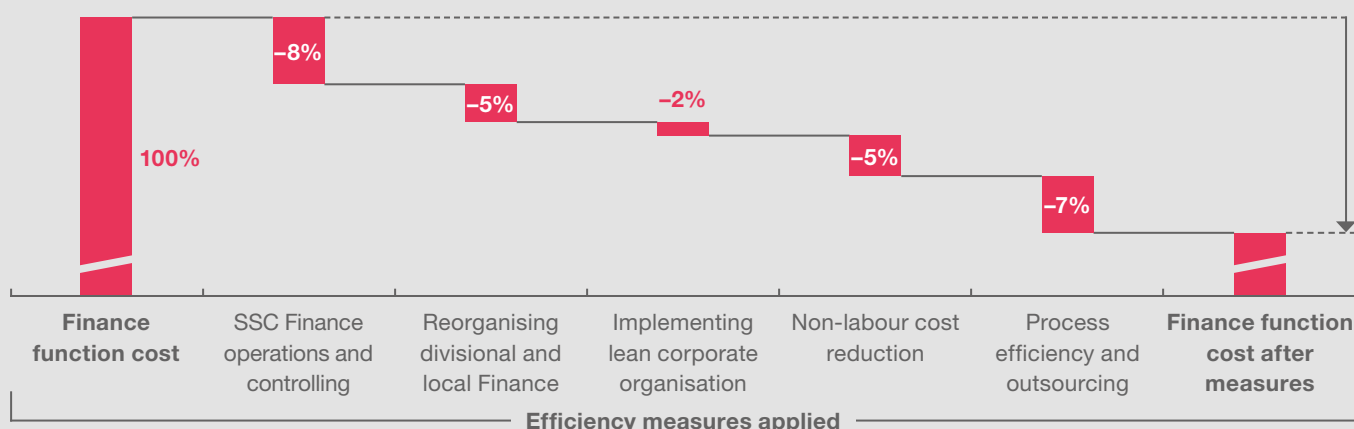 –8%
–5%
–2%
100%
–5%
–7%
Finance
function cost
SSC Finance
operations and
controlling
Reorganising
divisional and
local Finance
Implementing
lean corporate
organisation
Non-labour cost
reduction
Process
efficiency and
outsourcing
Finance function
cost after
measures
Efficiency measures applied